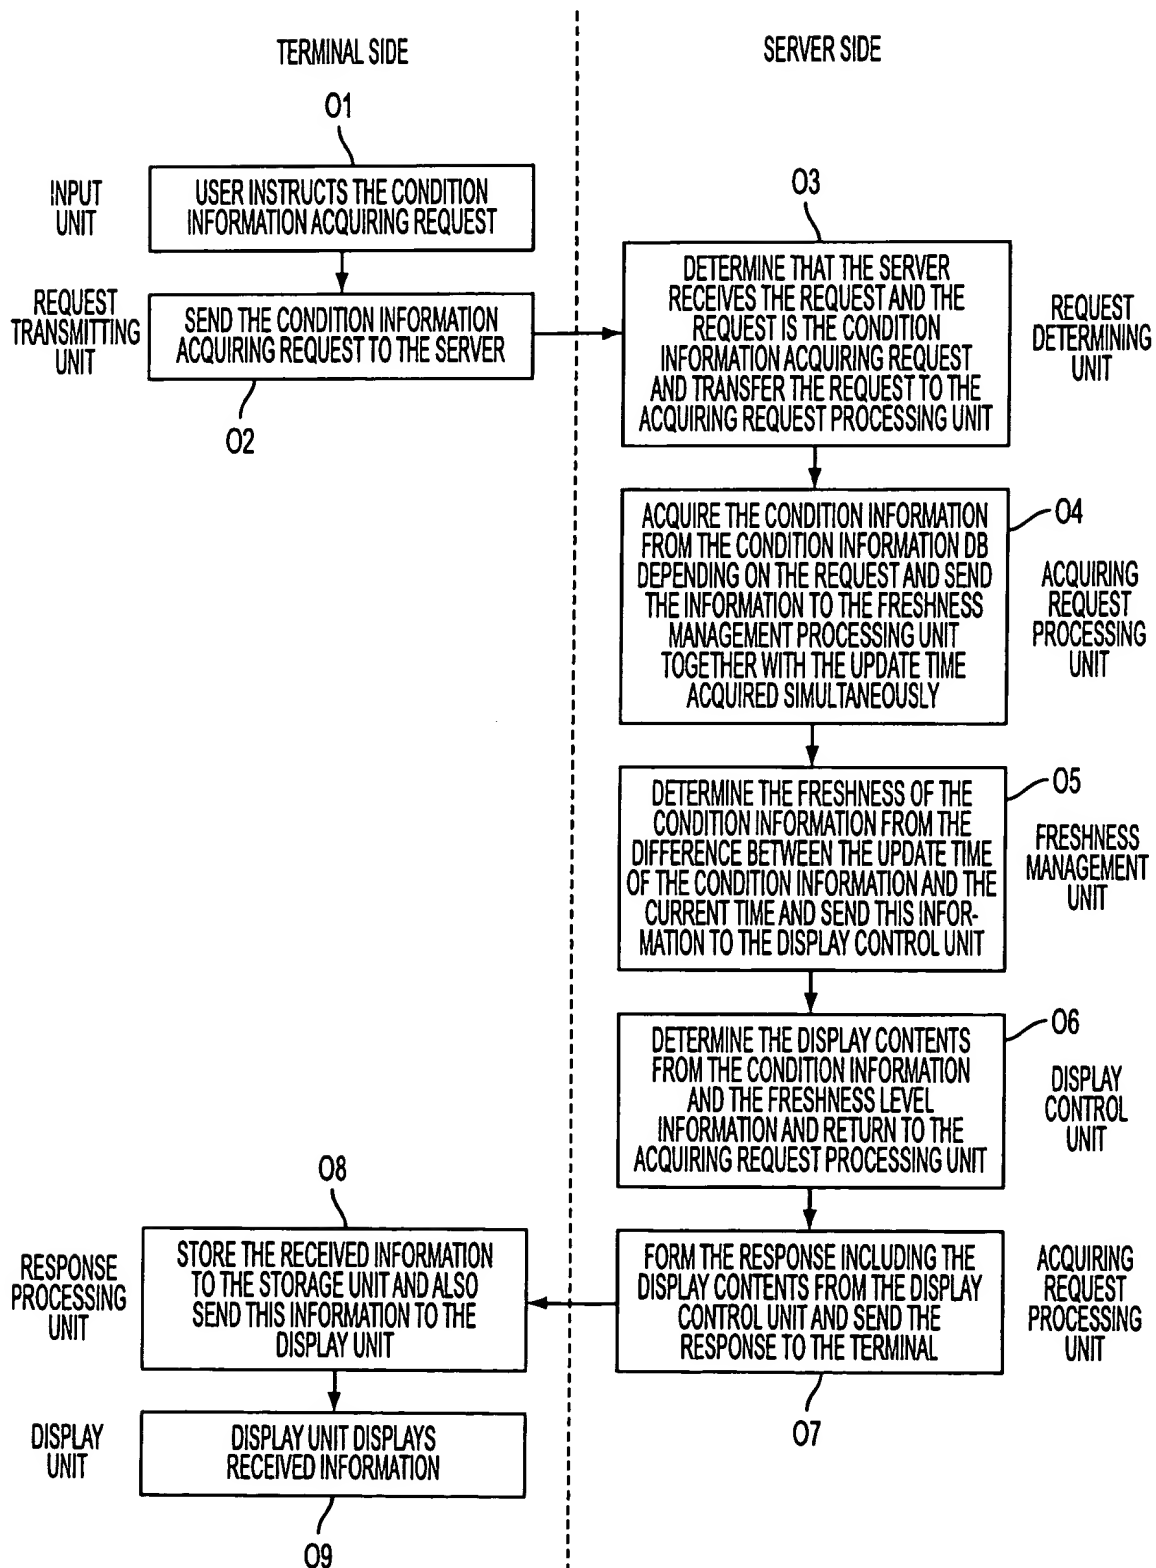 TERMINAL SIDE
SERVER SIDE
O1
INPUT
UNIT
USER INSTRUCTS THE CONDITION
INFORMATION ACQUIRING REQUEST
REQUEST
TRANSMITTING
UNIT
SEND THE CONDITION INFORMATION
ACQUIRING REQUEST TO THE SERVER
O2
O3
DETERMINE THAT THE SERVER
RECEIVES THE REQUEST AND THE
REQUEST IS THE CONDITION
INFORMATION ACQUIRING REQUEST
AND TRANSFER THE REQUEST TO THE
ACQUIRING REQUEST PROCESSING UNIT
REQUEST
DETERMINING
UNIT
ACQUIRE THE CONDITION INFORMATION
FROM THE CONDITION INFORMATION DB
DEPENDING ON THE REQUEST AND SEND
THE INFORMATION TO THE FRESHNESS
MANAGEMENT PROCESSING UNIT
TOGETHER WITH THE UPDATE TIME
ACQUIRED SIMULTANEOUSLY
O4
ACQUIRING
REQUEST
PROCESSING
UNIT
DETERMINE THE FRESHNESS OF THE
CONDITION INFORMATION FROM THE
DIFFERENCE BETWEEN THE UPDATE TIME
OF THE CONDITION INFORMATION AND THE
CURRENT TIME AND SEND THIS INFOR-
MATION TO THE DISPLAY CONTROL UNIT
O5
FRESHNESS
MANAGEMENT
UNIT
DETERMINE THE DISPLAY CONTENTS
FROM THE CONDITION INFORMATION
AND THE FRESHNESS LEVEL
INFORMATION AND RETURN TO THE
ACQUIRING REQUEST PROCESSING UNIT
O6
DISPLAY
CONTROL
UNIT
FORM THE RESPONSE INCLUDING THE
DISPLAY CONTENTS FROM THE DISPLAY
CONTROL UNIT AND SEND THE
RESPONSE TO THE TERMINAL
ACQUIRING
REQUEST
PROCESSING
UNIT
O7
O8
RESPONSE
PROCESSING
UNIT
STORE THE RECEIVED INFORMATION
TO THE STORAGE UNIT AND ALSO
SEND THIS INFORMATION TO THE
DISPLAY UNIT
DISPLAY
UNIT
DISPLAY UNIT DISPLAYS
RECEIVED INFORMATION
O9